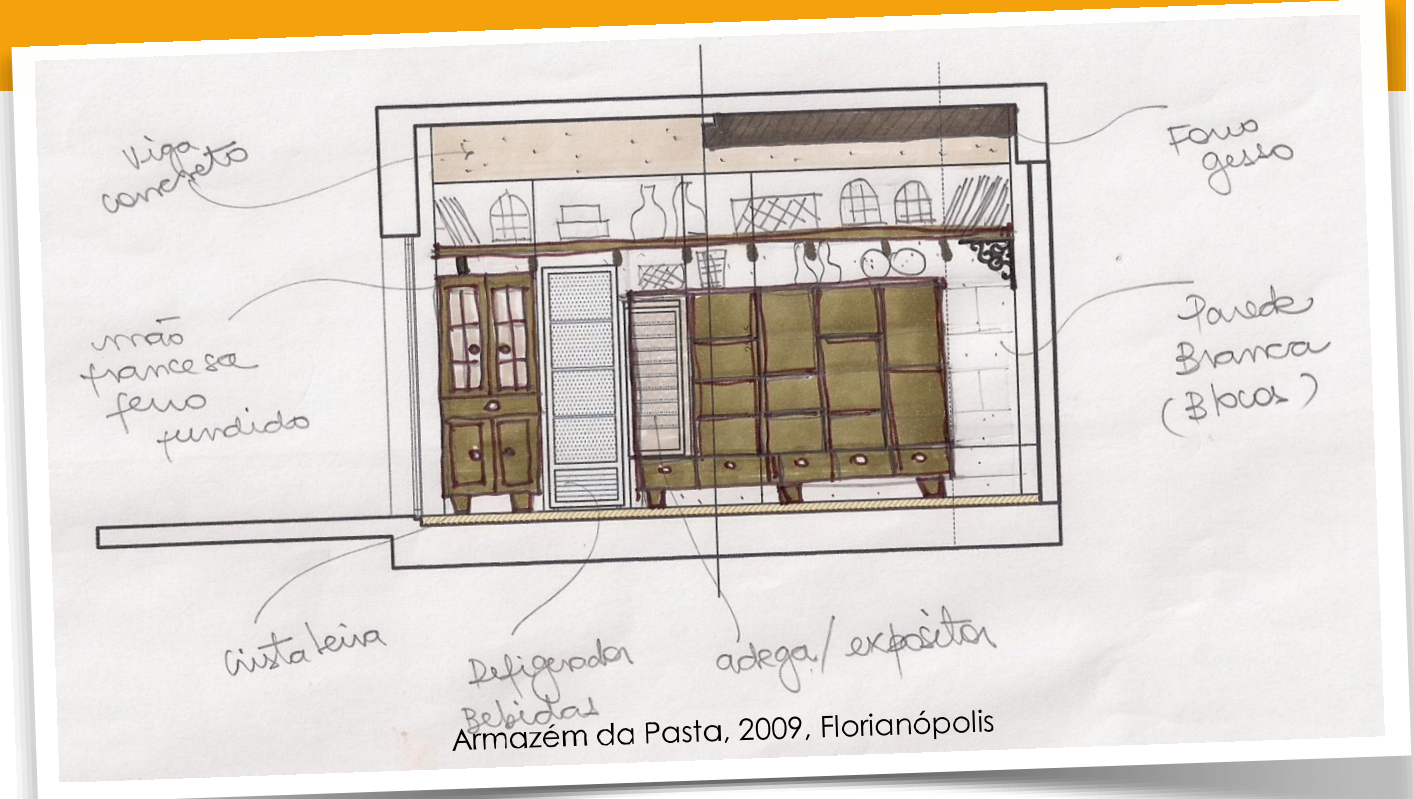 Viga
concreto
Forro
gesso
mão
francesa
ferro
fundido
Parede
Branca
(Blocos)
Cristaleira
Refigerador
Bebidas
adega/expositor
Armazém da Pasta, 2009, Florianópolis